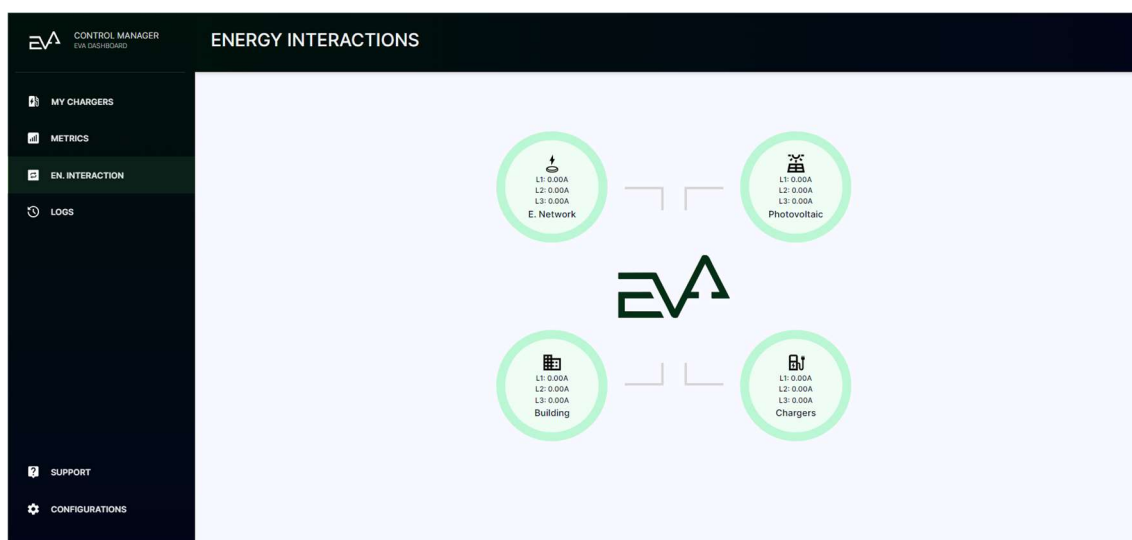 EVA
CONTROL MANAGER
EVA DASHBOARD
ENERGY INTERACTIONS
MY CHARGERS
METRICS
EN. INTERACTION
LOGS
SUPPORT
CONFIGURATIONS
L1: 0.00A
L2: 0.00A
L3: 0.00A
E. Network
L1: 0.00A
L2: 0.00A
L3: 0.00A
Photovoltaic
EVA
L1: 0.00A
L2: 0.00A
L3: 0.00A
Building
L1: 0.00A
L2: 0.00A
L3: 0.00A
Chargers